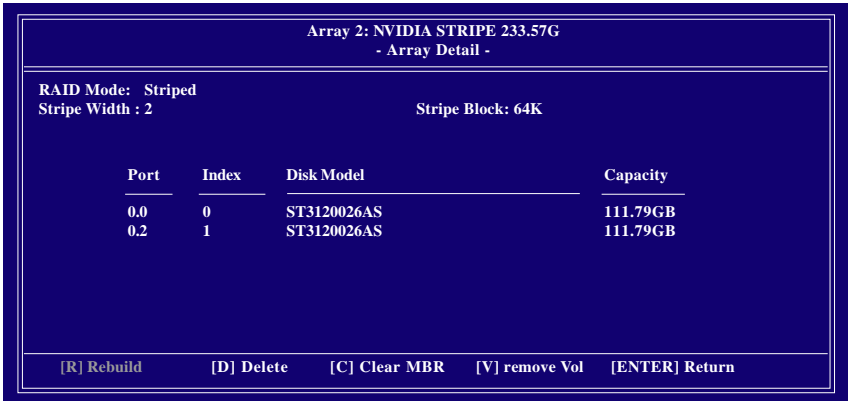 Array 2: NVIDIA STRIPE 233.57G
- Array Detail -
RAID Mode: Striped
Stripe Width : 2 Stripe Block: 64K
Port Index Disk Model Capacity
0.0 0 ST3120026AS 111.79GB
0.2 1 ST3120026AS 111.79GB
[R] Rebuild [D] Delete [C] Clear MBR [V] remove Vol [ENTER] Return